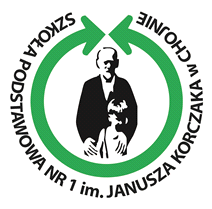 SZKOŁA PODSTAWOWA NR 1 im. JANUSZA KORCZAKA w CHOJNIE